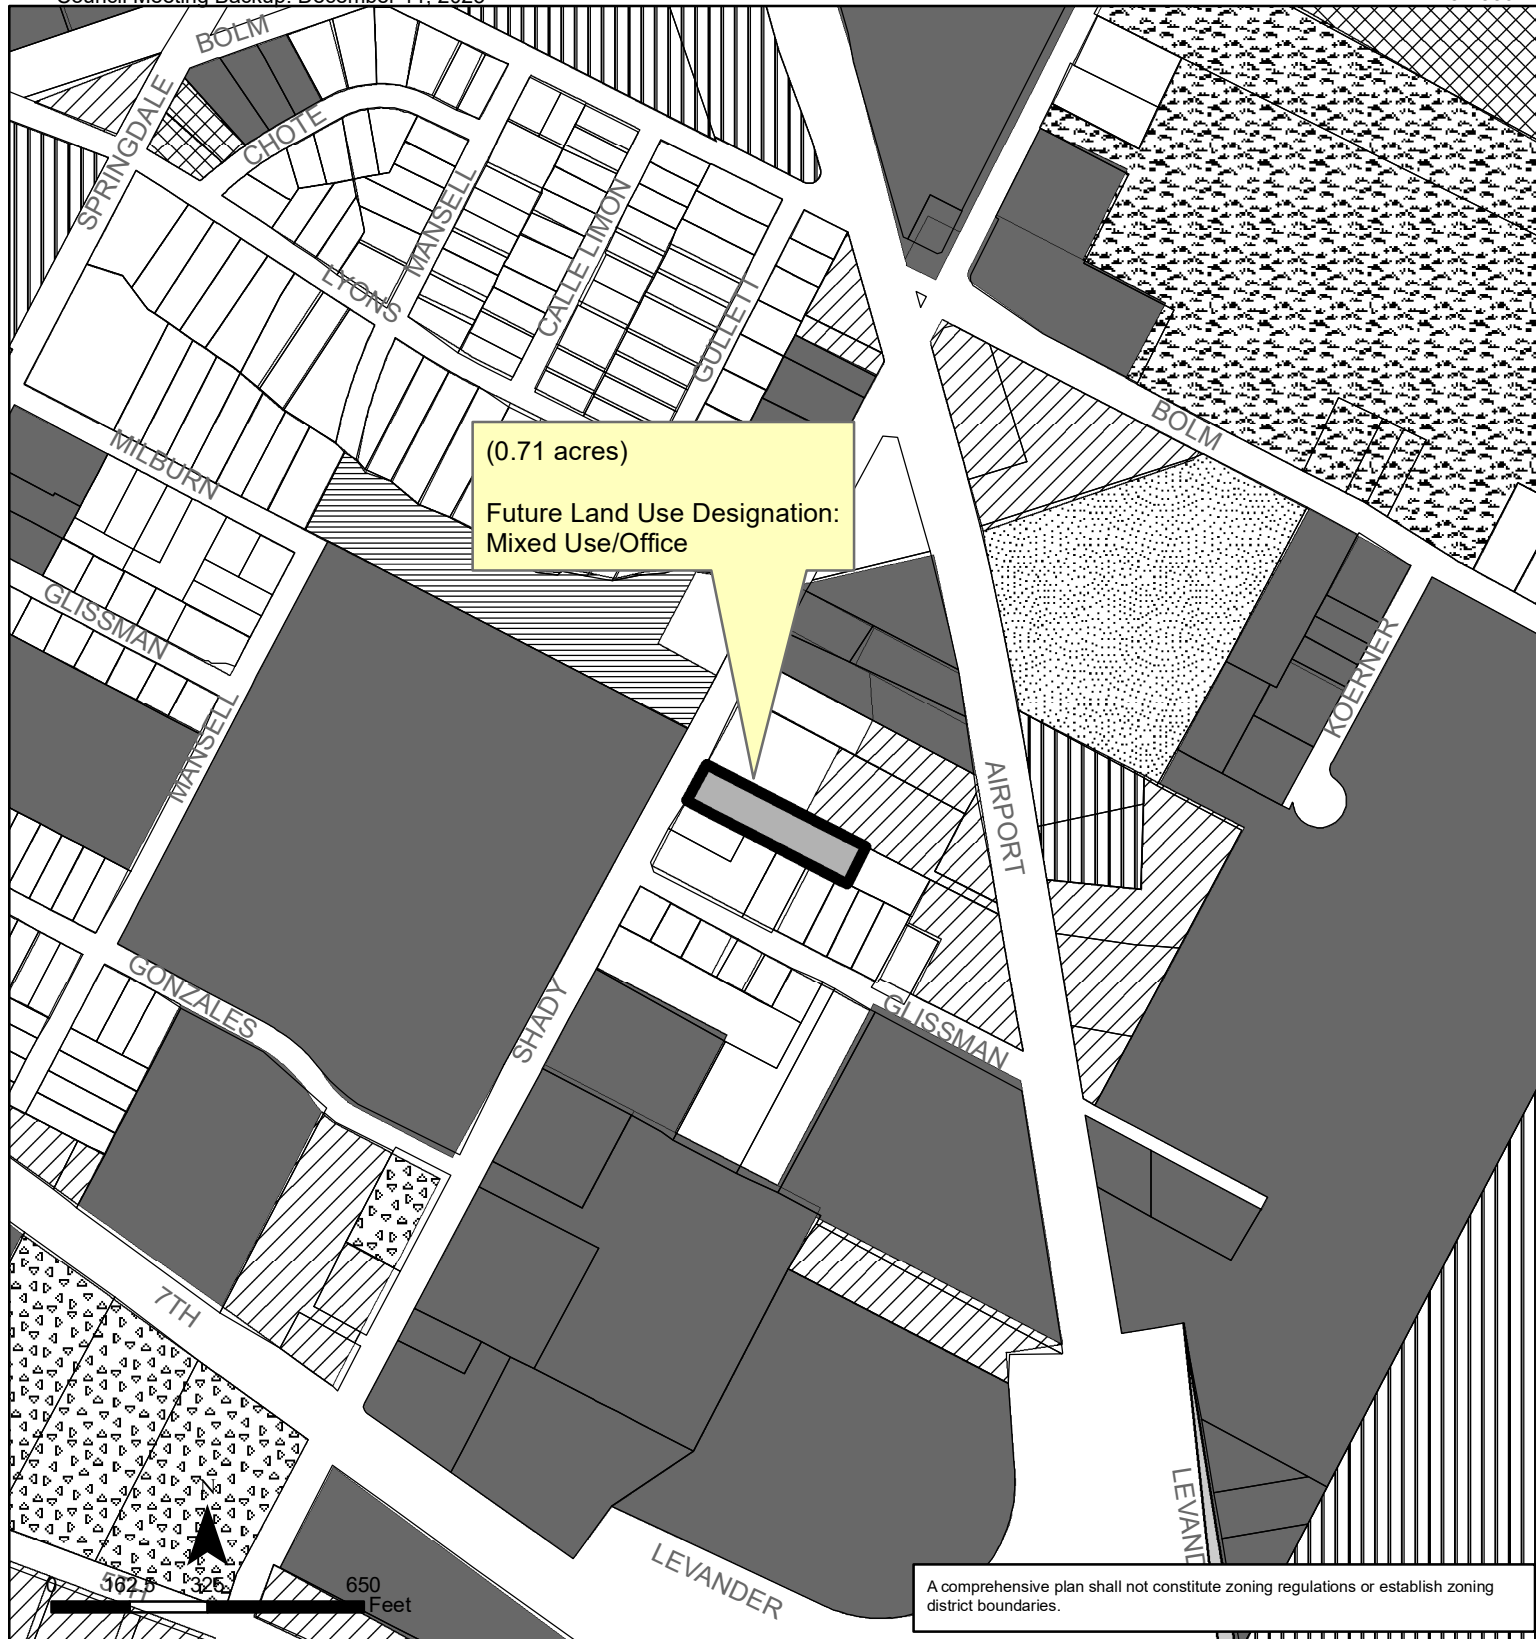 BOLM
SPRINGDALE
CHOTE
MANSELL
CALLE LIMON
LYONS
GULLETT
BOLM
MILBURN
(0.71 acres)
Future Land Use Designation:
Mixed Use/Office
GLISSMAN
KOERNER
MANSELL
AIRPORT
GONZALES
SHADY
GLISSMAN
7TH
LEVAND
N
LEVANDER
5TH
0 162.5 325 650
Feet
A comprehensive plan shall not constitute zoning regulations or establish zoning
district boundaries.